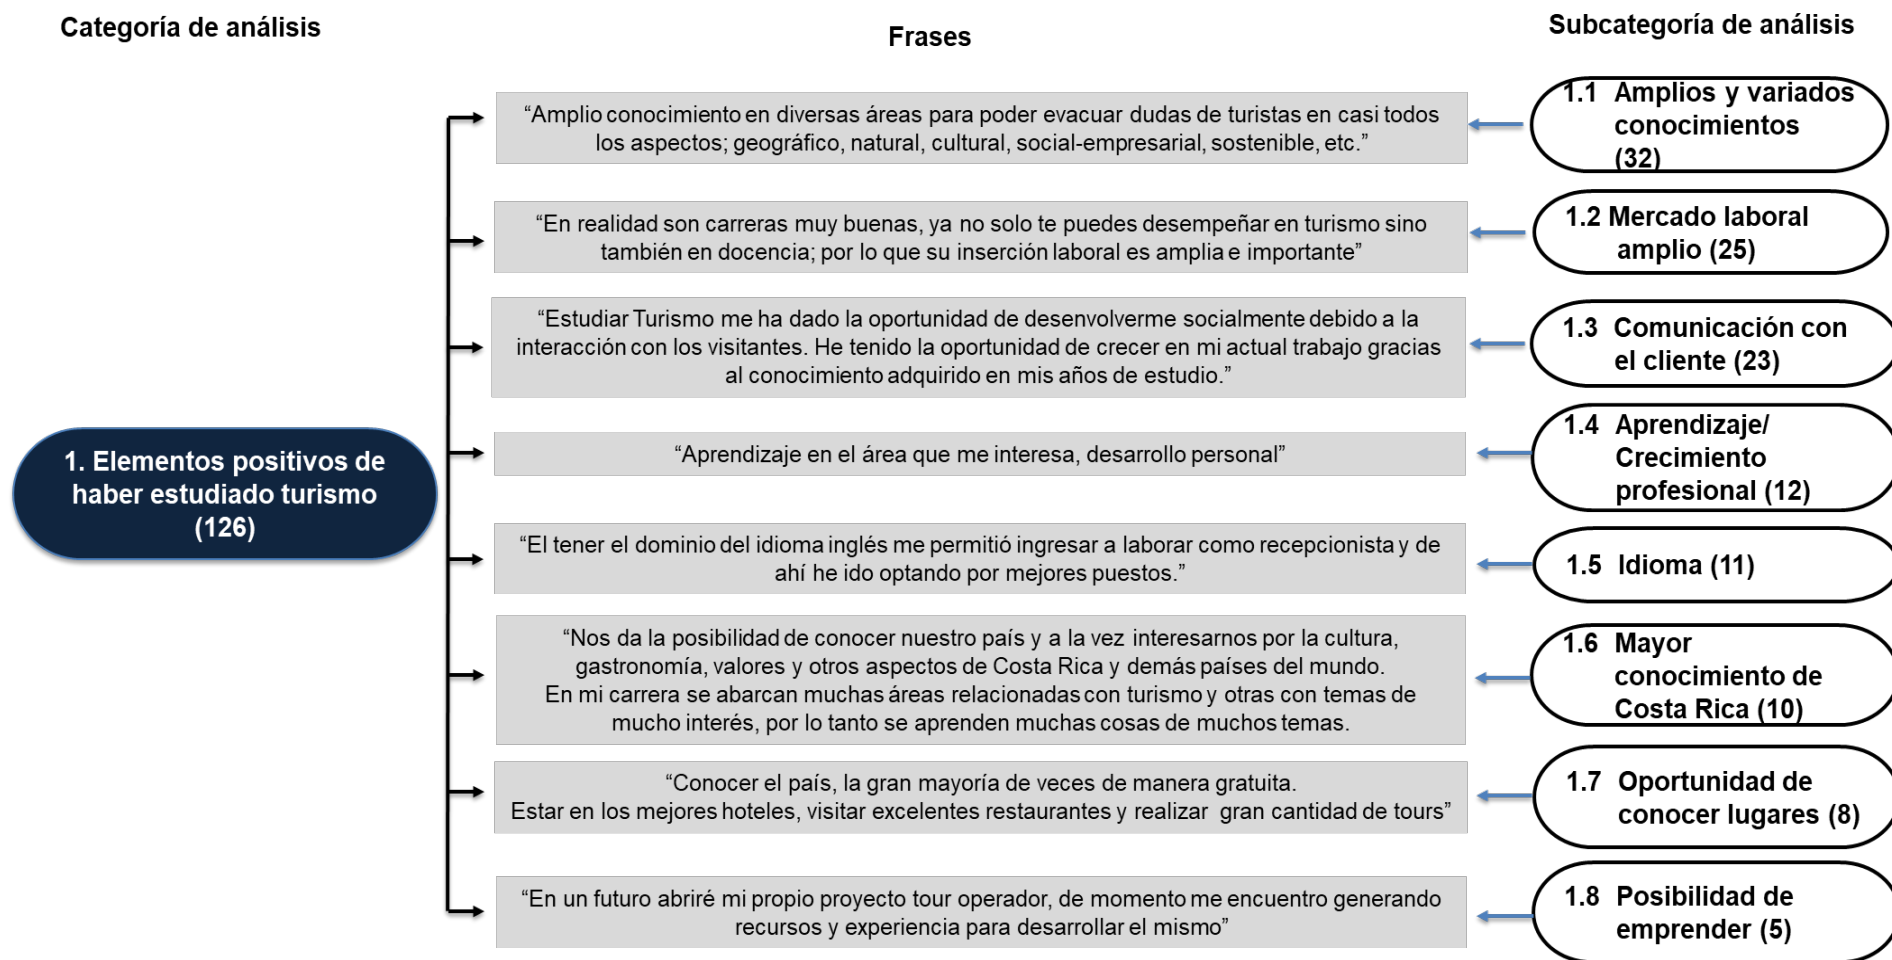 Categoría de análisis
Frases
Subcategoría de análisis
1. Elementos positivos de
haber estudiado turismo
(126)
“Amplio conocimiento en diversas áreas para poder evacuar dudas de turistas en casi todos
los aspectos; geográfico, natural, cultural, social-empresarial, sostenible, etc.”
1.1 Amplios y variados
conocimientos
(32)
“En realidad son carreras muy buenas, ya no solo te puedes desempeñar en turismo sino
también en docencia; por lo que su inserción laboral es amplia e importante”
1.2 Mercado laboral
amplio (25)
“Estudiar Turismo me ha dado la oportunidad de desenvolverme socialmente debido a la
interacción con los visitantes. He tenido la oportunidad de crecer en mi actual trabajo gracias
al conocimiento adquirido en mis años de estudio.”
1.3 Comunicación con
el cliente (23)
“Aprendizaje en el área que me interesa, desarrollo personal”
1.4 Aprendizaje/
Crecimiento
profesional (12)
“El tener el dominio del idioma inglés me permitió ingresar a laborar como recepcionista y de
ahí he ido optando por mejores puestos.”
1.5 Idioma (11)
“Nos da la posibilidad de conocer nuestro país y a la vez interesarnos por la cultura,
gastronomía, valores y otros aspectos de Costa Rica y demás países del mundo.
En mi carrera se abarcan muchas áreas relacionadas con turismo y otras con temas de
mucho interés, por lo tanto se aprenden muchas cosas de muchos temas.
1.6 Mayor
conocimiento de
Costa Rica (10)
“Conocer el país, la gran mayoría de veces de manera gratuita.
Estar en los mejores hoteles, visitar excelentes restaurantes y realizar gran cantidad de tours”
1.7 Oportunidad de
conocer lugares (8)
“En un futuro abriré mi propio proyecto tour operador, de momento me encuentro generando
recursos y experiencia para desarrollar el mismo”
1.8 Posibilidad de
emprender (5)